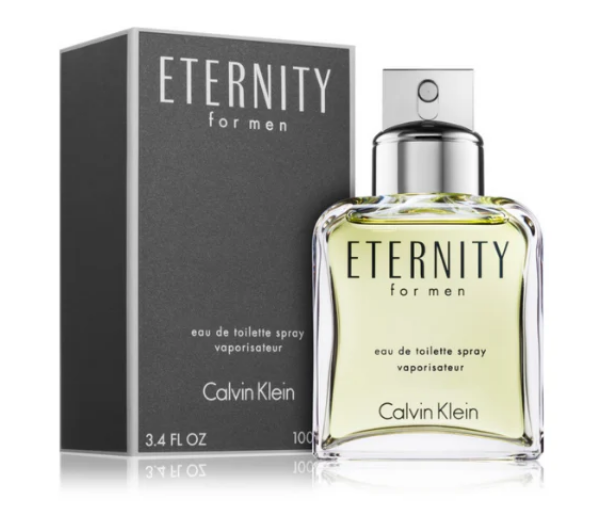 ETERNITY
for men
eau de toilette spray
vaporisateur
Calvin Klein
3.4 FL OZ 100
ETERNITY
for men
eau de toilette spray
vaporisateur
Calvin Klein